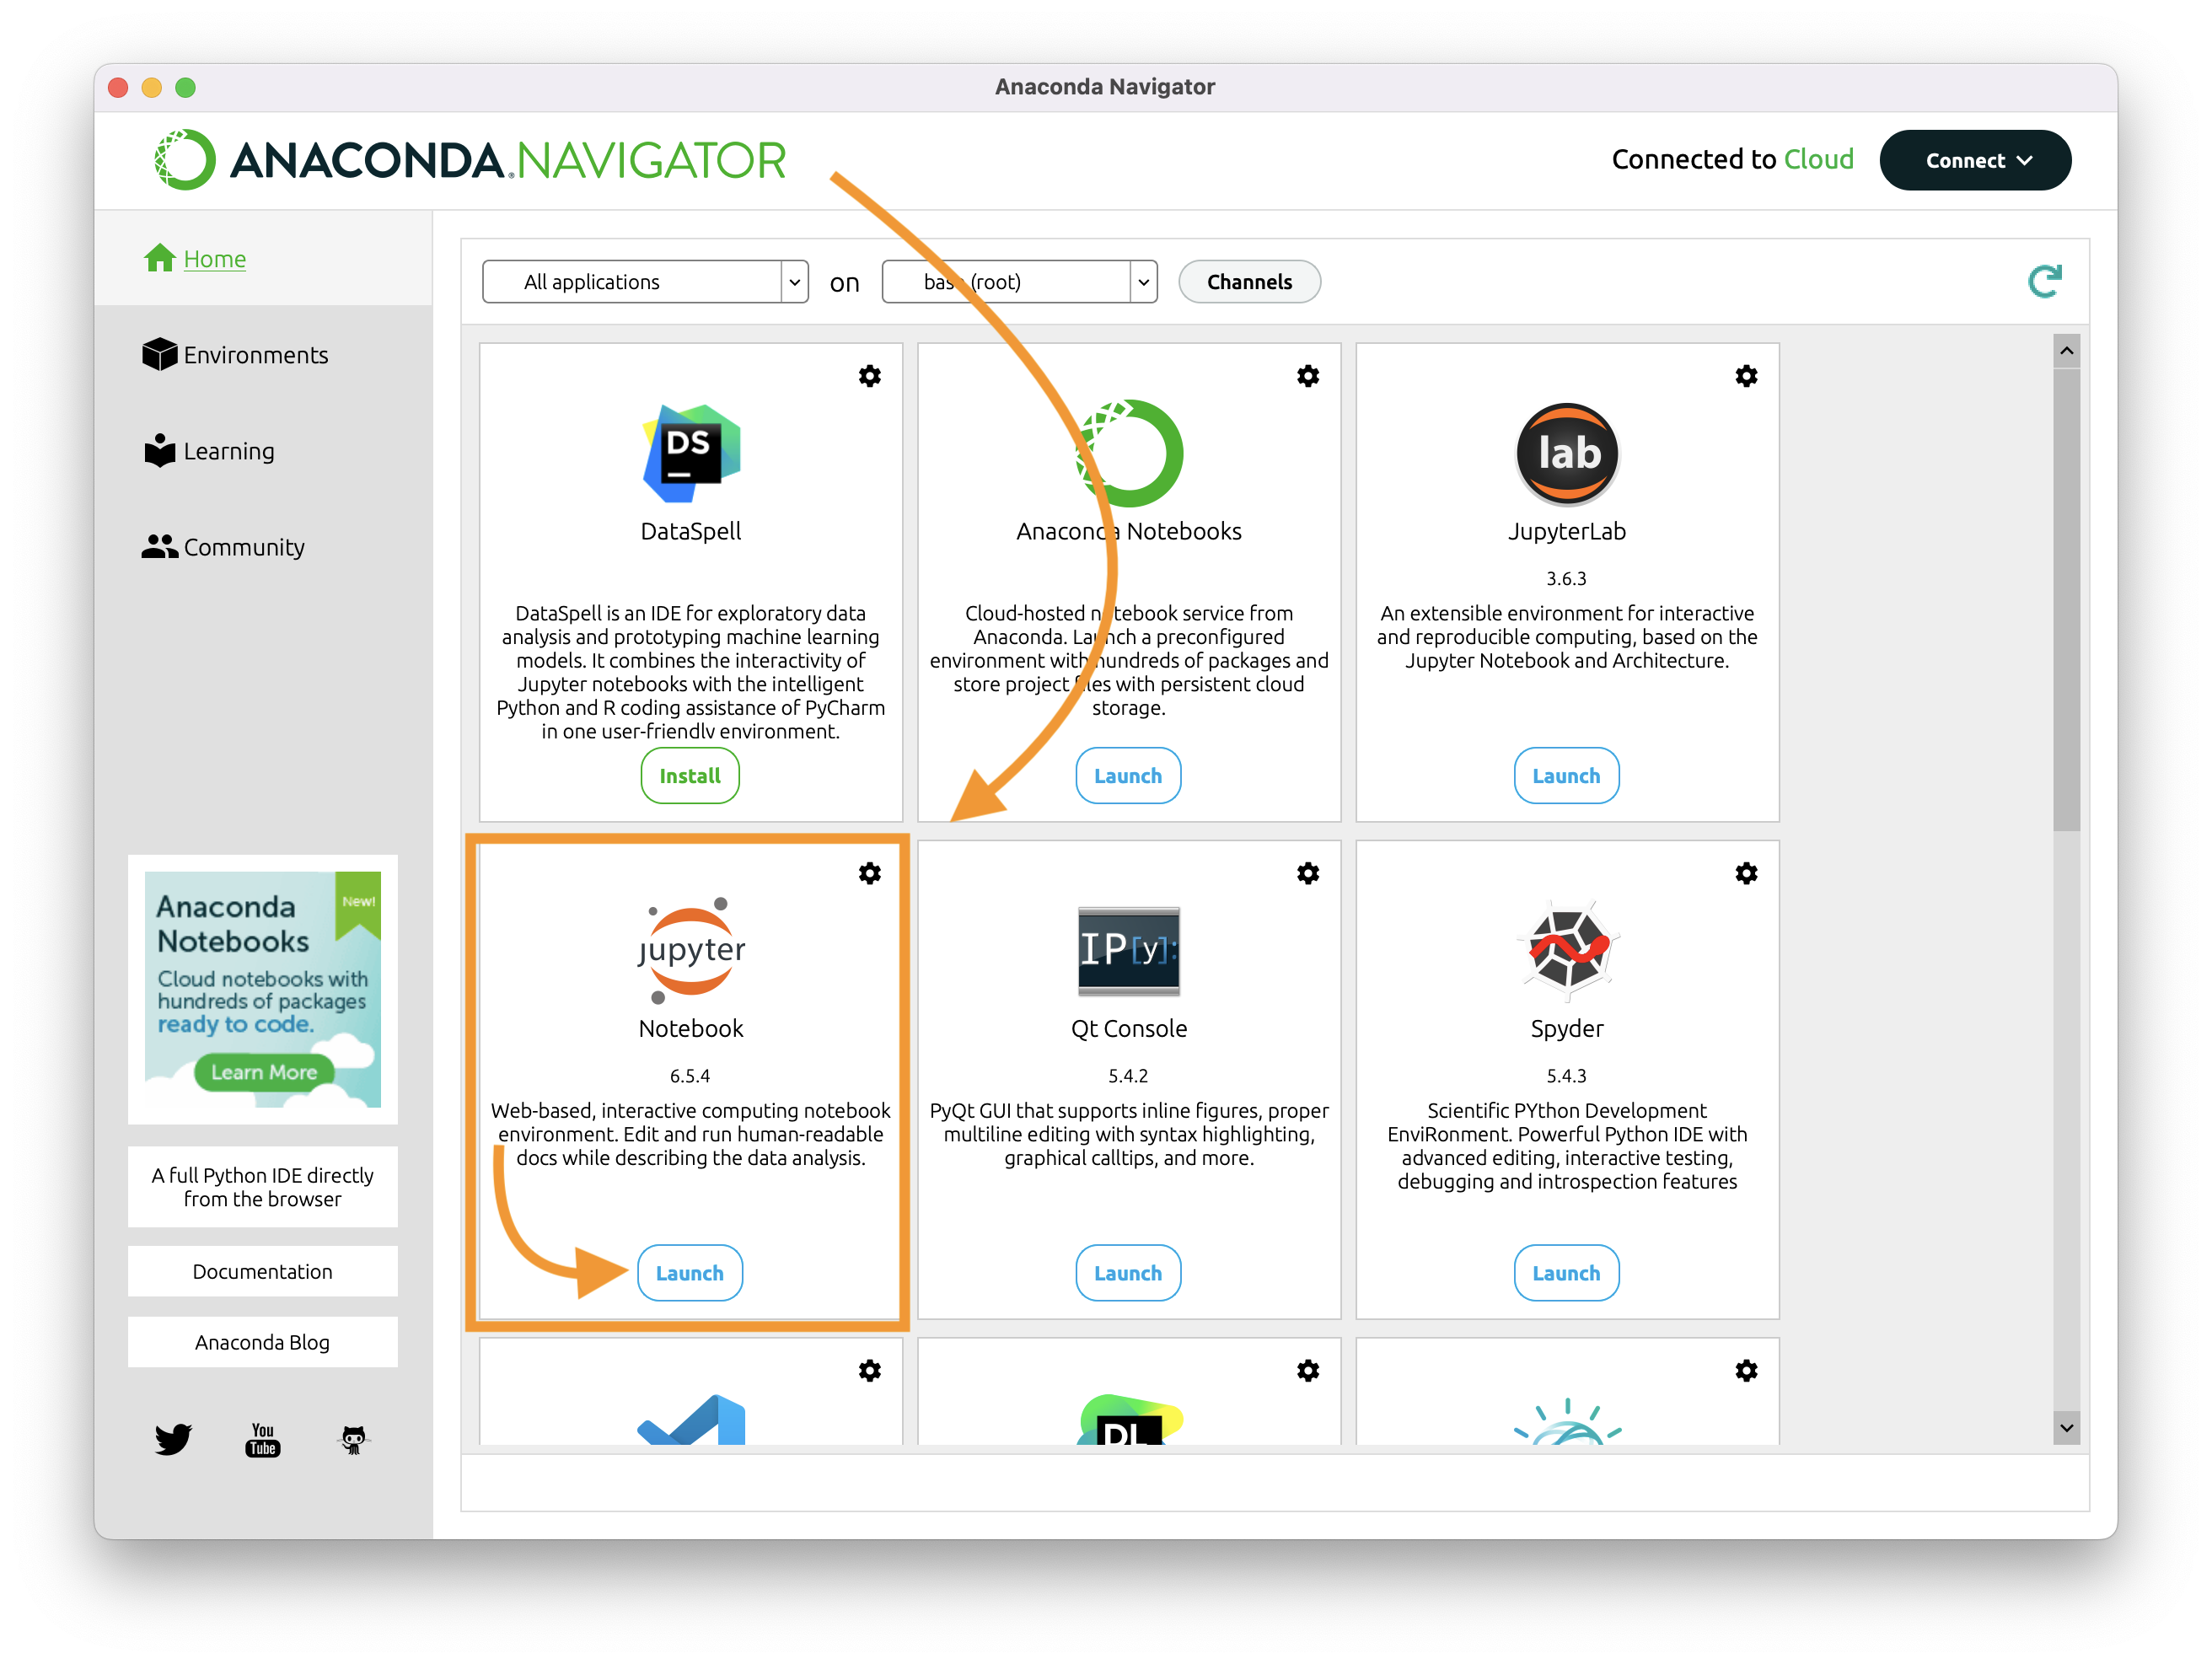 Anaconda Navigator
ANACONDA.NAVIGATOR
Connected to Cloud
Connect
Home
Environments
Learning
Community
Anaconda
Notebooks
New!
Cloud notebooks with
hundreds of packages
ready to code.
Learn More
A full Python IDE directly
from the browser
Documentation
Anaconda Blog
You
Tube
All applications
on
base (root)
Channels
DS
DataSpell
DataSpell is an IDE for exploratory data
analysis and prototyping machine learning
models. It combines the interactivity of
Jupyter notebooks with the intelligent
Python and R coding assistance of PyCharm
in one user-friendly environment.
Install
Anaconda Notebooks
Cloud-hosted notebook service from
Anaconda. Launch a preconfigured
environment with hundreds of packages and
store project files with persistent cloud
storage.
Launch
lab
JupyterLab
3.6.3
An extensible environment for interactive
and reproducible computing, based on the
Jupyter Notebook and Architecture.
Launch
jupyter
Notebook
6.5.4
Web-based, interactive computing notebook
environment. Edit and run human-readable
docs while describing the data analysis.
Launch
IP[y]:
Qt Console
5.4.2
PyQt GUI that supports inline figures, proper
multiline editing with syntax highlighting,
graphical calltips, and more.
Launch
Spyder
5.4.3
Scientific PYthon Development
EnviRonment. Powerful Python IDE with
advanced editing, interactive testing,
debugging and introspection features
Launch